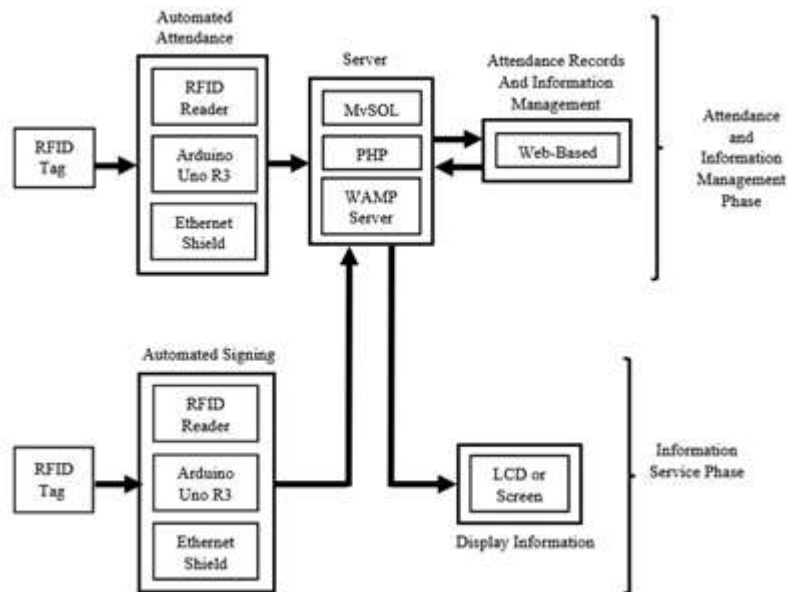 Automated
Attendance
RFID
Reader
Arduino
Uno R3
Ethernet
Shield
RFID
Tag
Server
MySQL
PHP
WAMP
Server
Attendance Records
And Information
Management
Web-Based
Attendance
and
Information
Management
Phase
Automated Signing
RFID
Reader
Arduino
Uno R3
Ethernet
Shield
RFID
Tag
LCD or
Screen
Display Information
Information
Service Phase